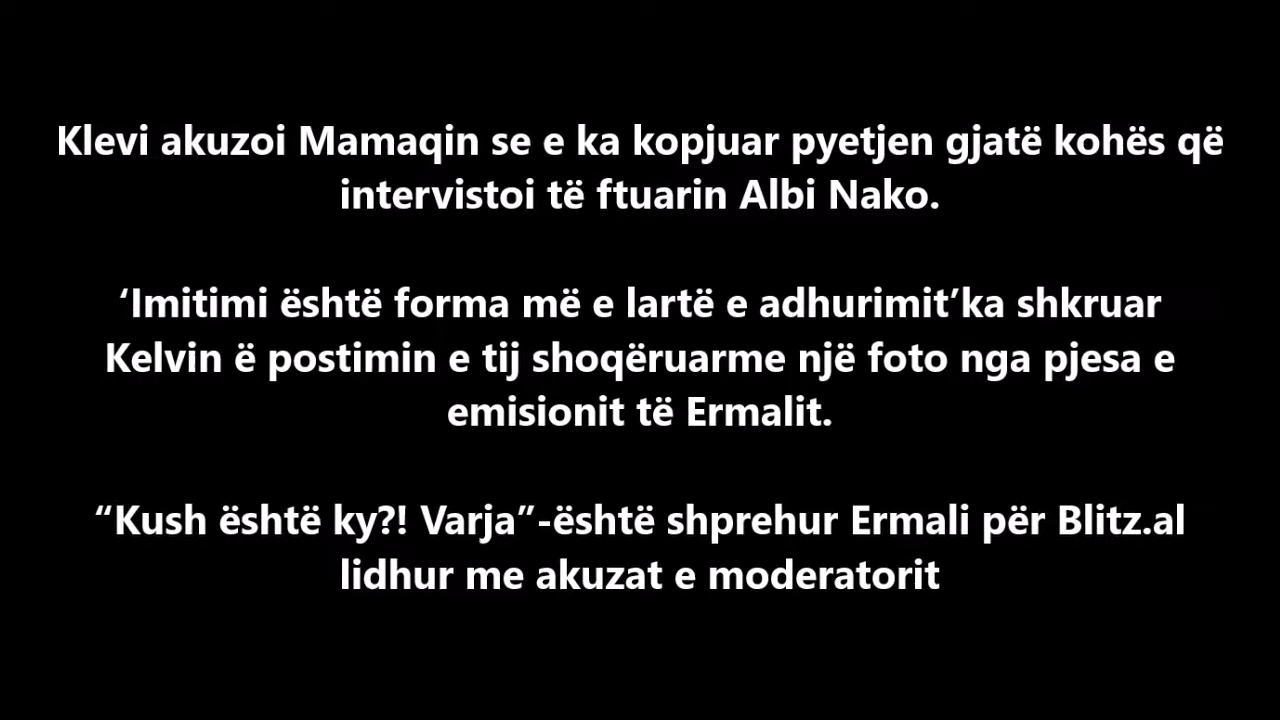 Klevi akuzoi Mamaqin se e ka kopjuar pyetjen gjatë kohës që
intervistoi të ftuarin Albi Nako.
‘Imitimi është forma më e lartë e adhurimit’ka shkruar
Kelvin ë postimin e tij shoqëruarme një foto nga pjesa e
emisionit të Ermalit.
“Kush është ky?! Varja”-është shprehur Ermali për Blitz.al
lidhur me akuzat e moderatorit